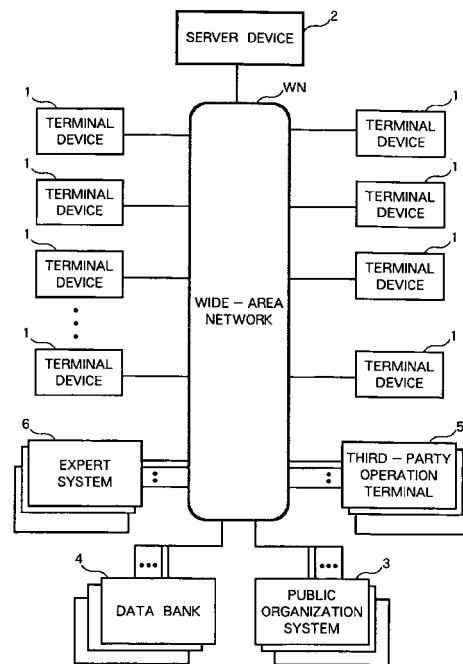 2
SERVER DEVICE
WN
1
TERMINAL
DEVICE
1
TERMINAL
DEVICE
1
TERMINAL
DEVICE
1
TERMINAL
DEVICE
WIDE-AREA
NETWORK
1
TERMINAL
DEVICE
1
TERMINAL
DEVICE
1
TERMINAL
DEVICE
1
TERMINAL
DEVICE
6
EXPERT
SYSTEM
5
THIRD-PARTY
OPERATION
TERMINAL
4
DATA BANK
3
PUBLIC
ORGANIZATION
SYSTEM